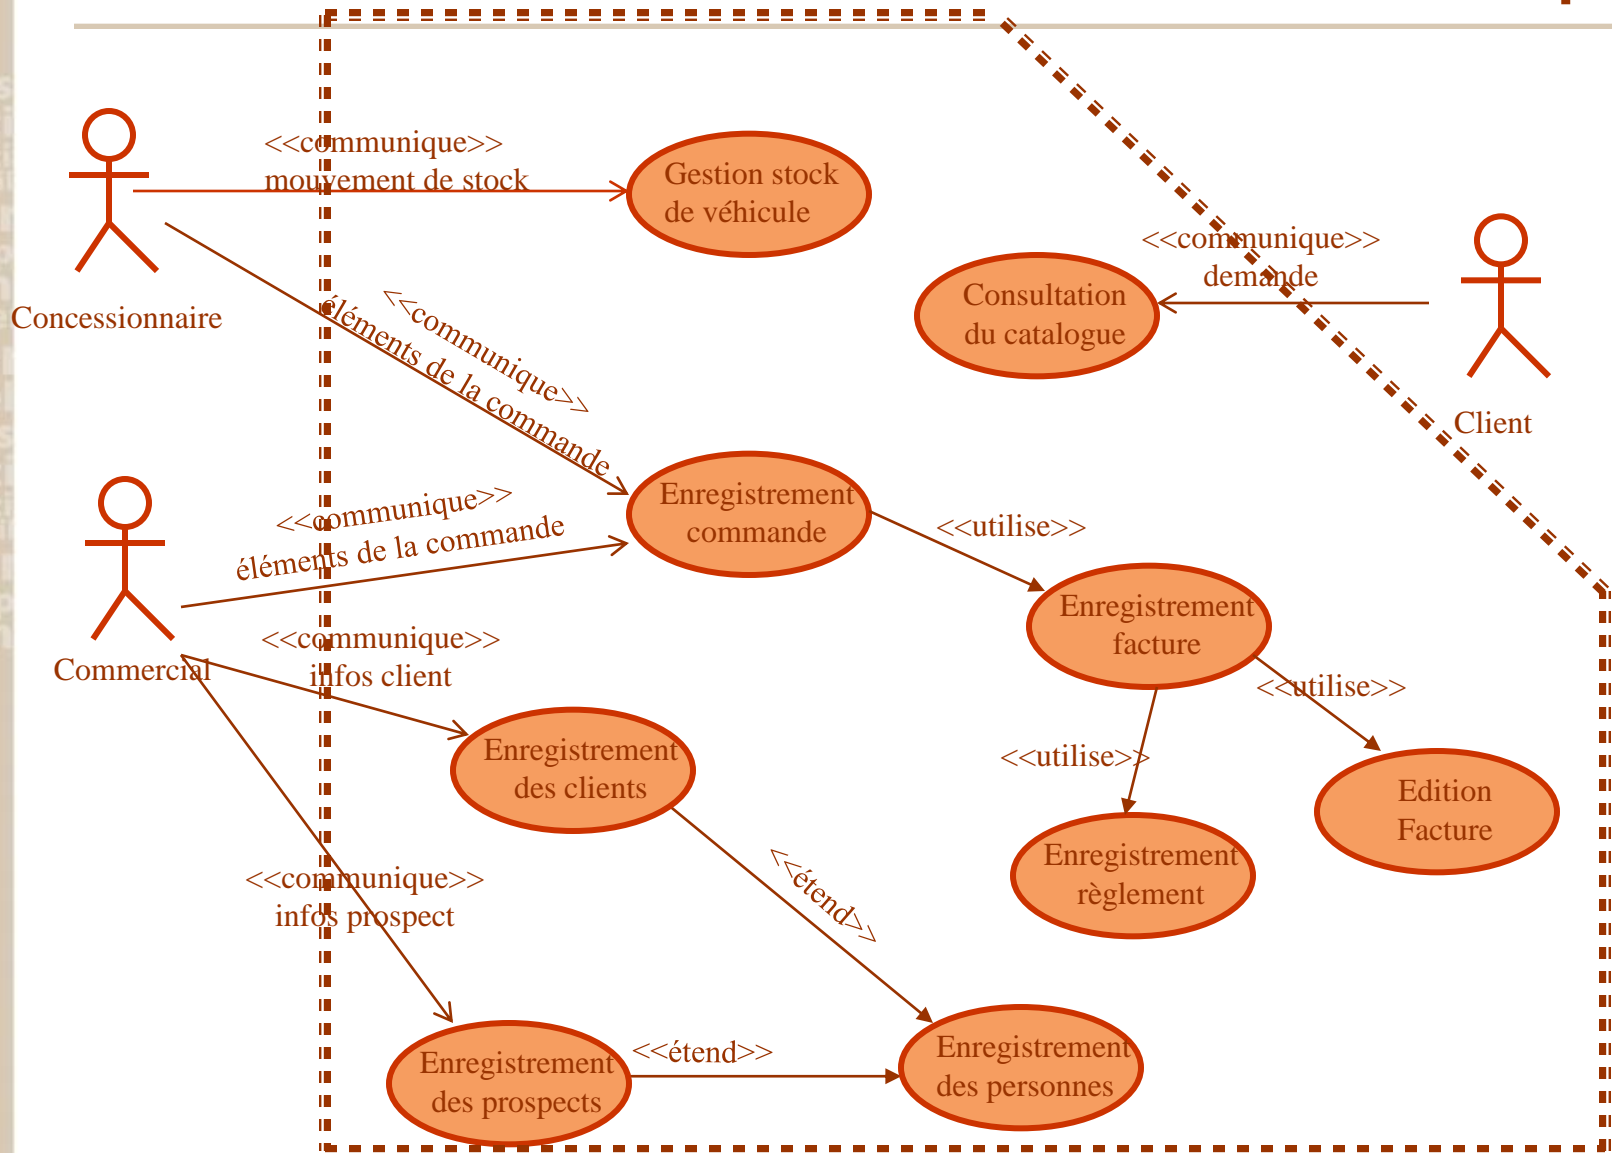 <<communique>>
mouvement de stock
Gestion stock
de véhicule
<<communique>>
demande
Consultation
du catalogue
Concessionnaire
Client
<<communique>>
éléments de la commande
Enregistrement
commande
<<communique>>
éléments de la commande
<<utilise>>
Enregistrement
facture
Commercial
<<communique>>
infos client
<<utilise>>
<<utilise>>
Enregistrement
des clients
Edition
Facture
Enregistrement
règlement
<<étend>>
<<communique>>
infos prospect
Enregistrement
des prospects
<<étend>>
Enregistrement
des personnes